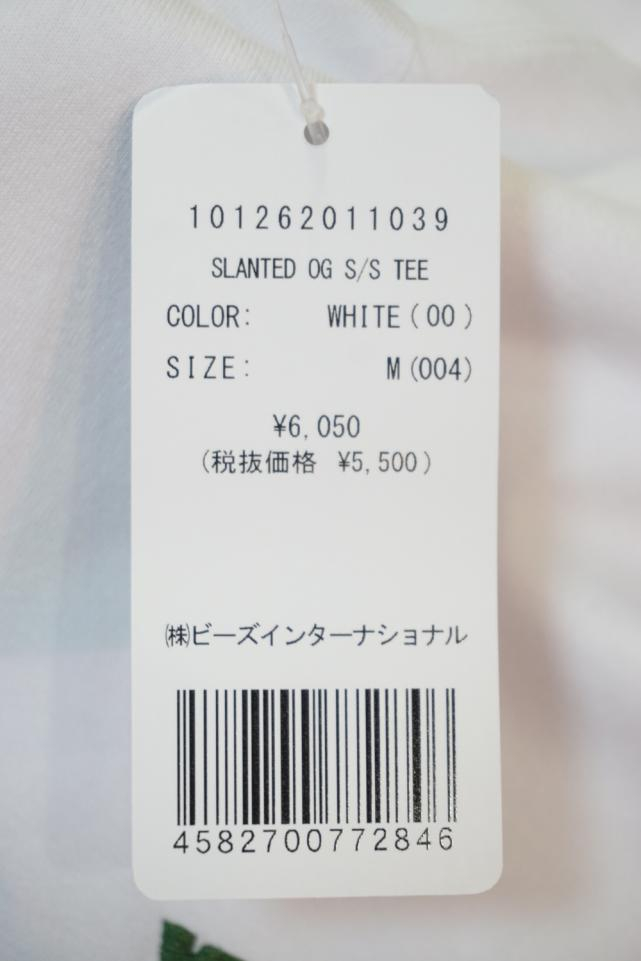 101262011039
SLANTED OG S/S TEE
COLOR: WHITE(00)
SIZE: M(004)
¥6,050
(税抜価格 ¥5,500)
㈱ビーズインターナショナル
4582700772846